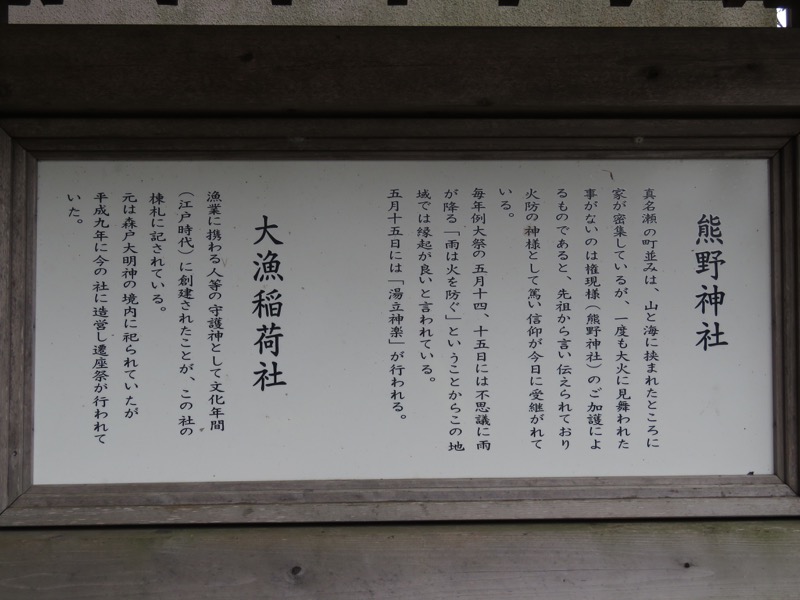 熊野神社
真名瀬の町並みは、山と海に挟まれたところに
家が密集しているが、一度も大火に見舞われた
事がないのは権現様（熊野神社）のご加護によ
るものであると、先祖から言い伝えられており
火防の神様として篤い信仰が今日に受継がれて
いる。
毎年例大祭の五月十四、十五日には不思議に雨
が降る「雨は火を防ぐ」ということからこの地
域では縁起が良いと言われている。
五月十五日には「湯立神楽」が行われる。
大漁稲荷社
漁業に携わる人等の守護神として文化年間
（江戸時代）に創建されたことが、この社の
棟札に記されている。
元は森戸大明神の境内に祀られていたが
平成九年に今の社に造営し遷座祭が行われて
いた。